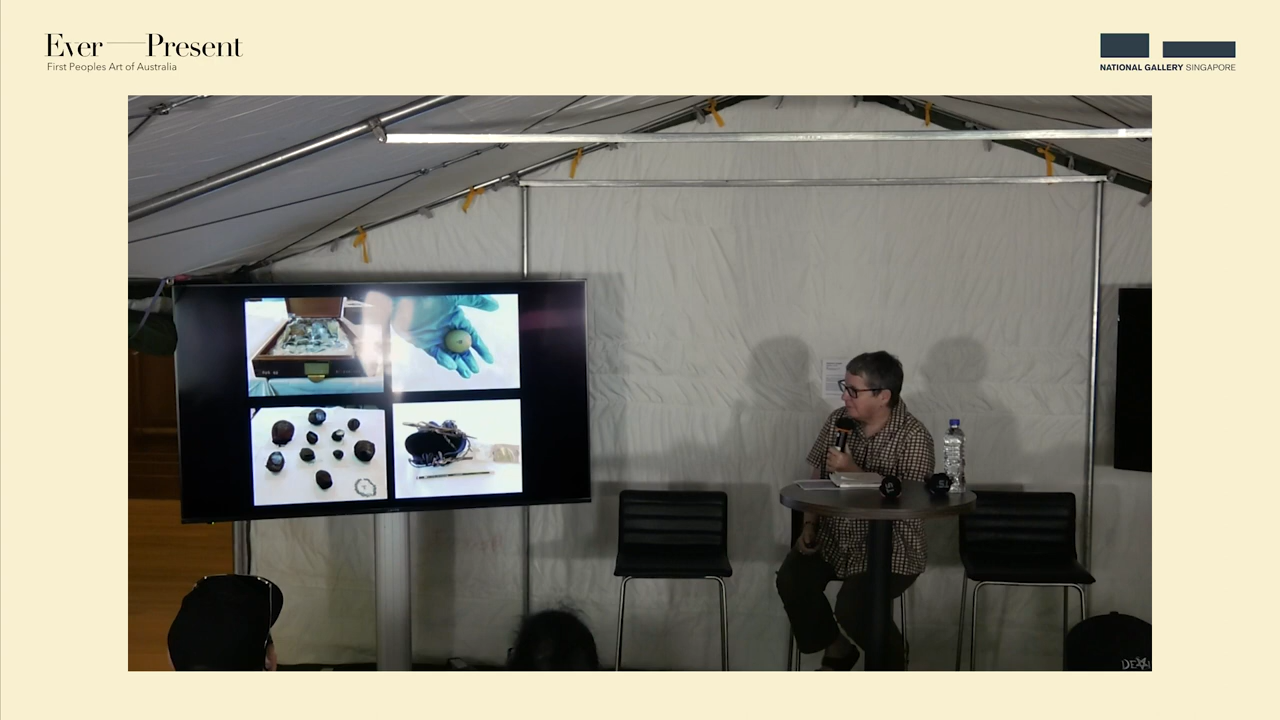 Ever—Present
First Peoples Art of Australia
NATIONAL GALLERY SINGAPORE